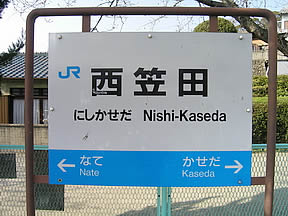 JR
西笠田
にしかせだ Nishi-Kaseda
← なて かせだ →
Nate Kaseda